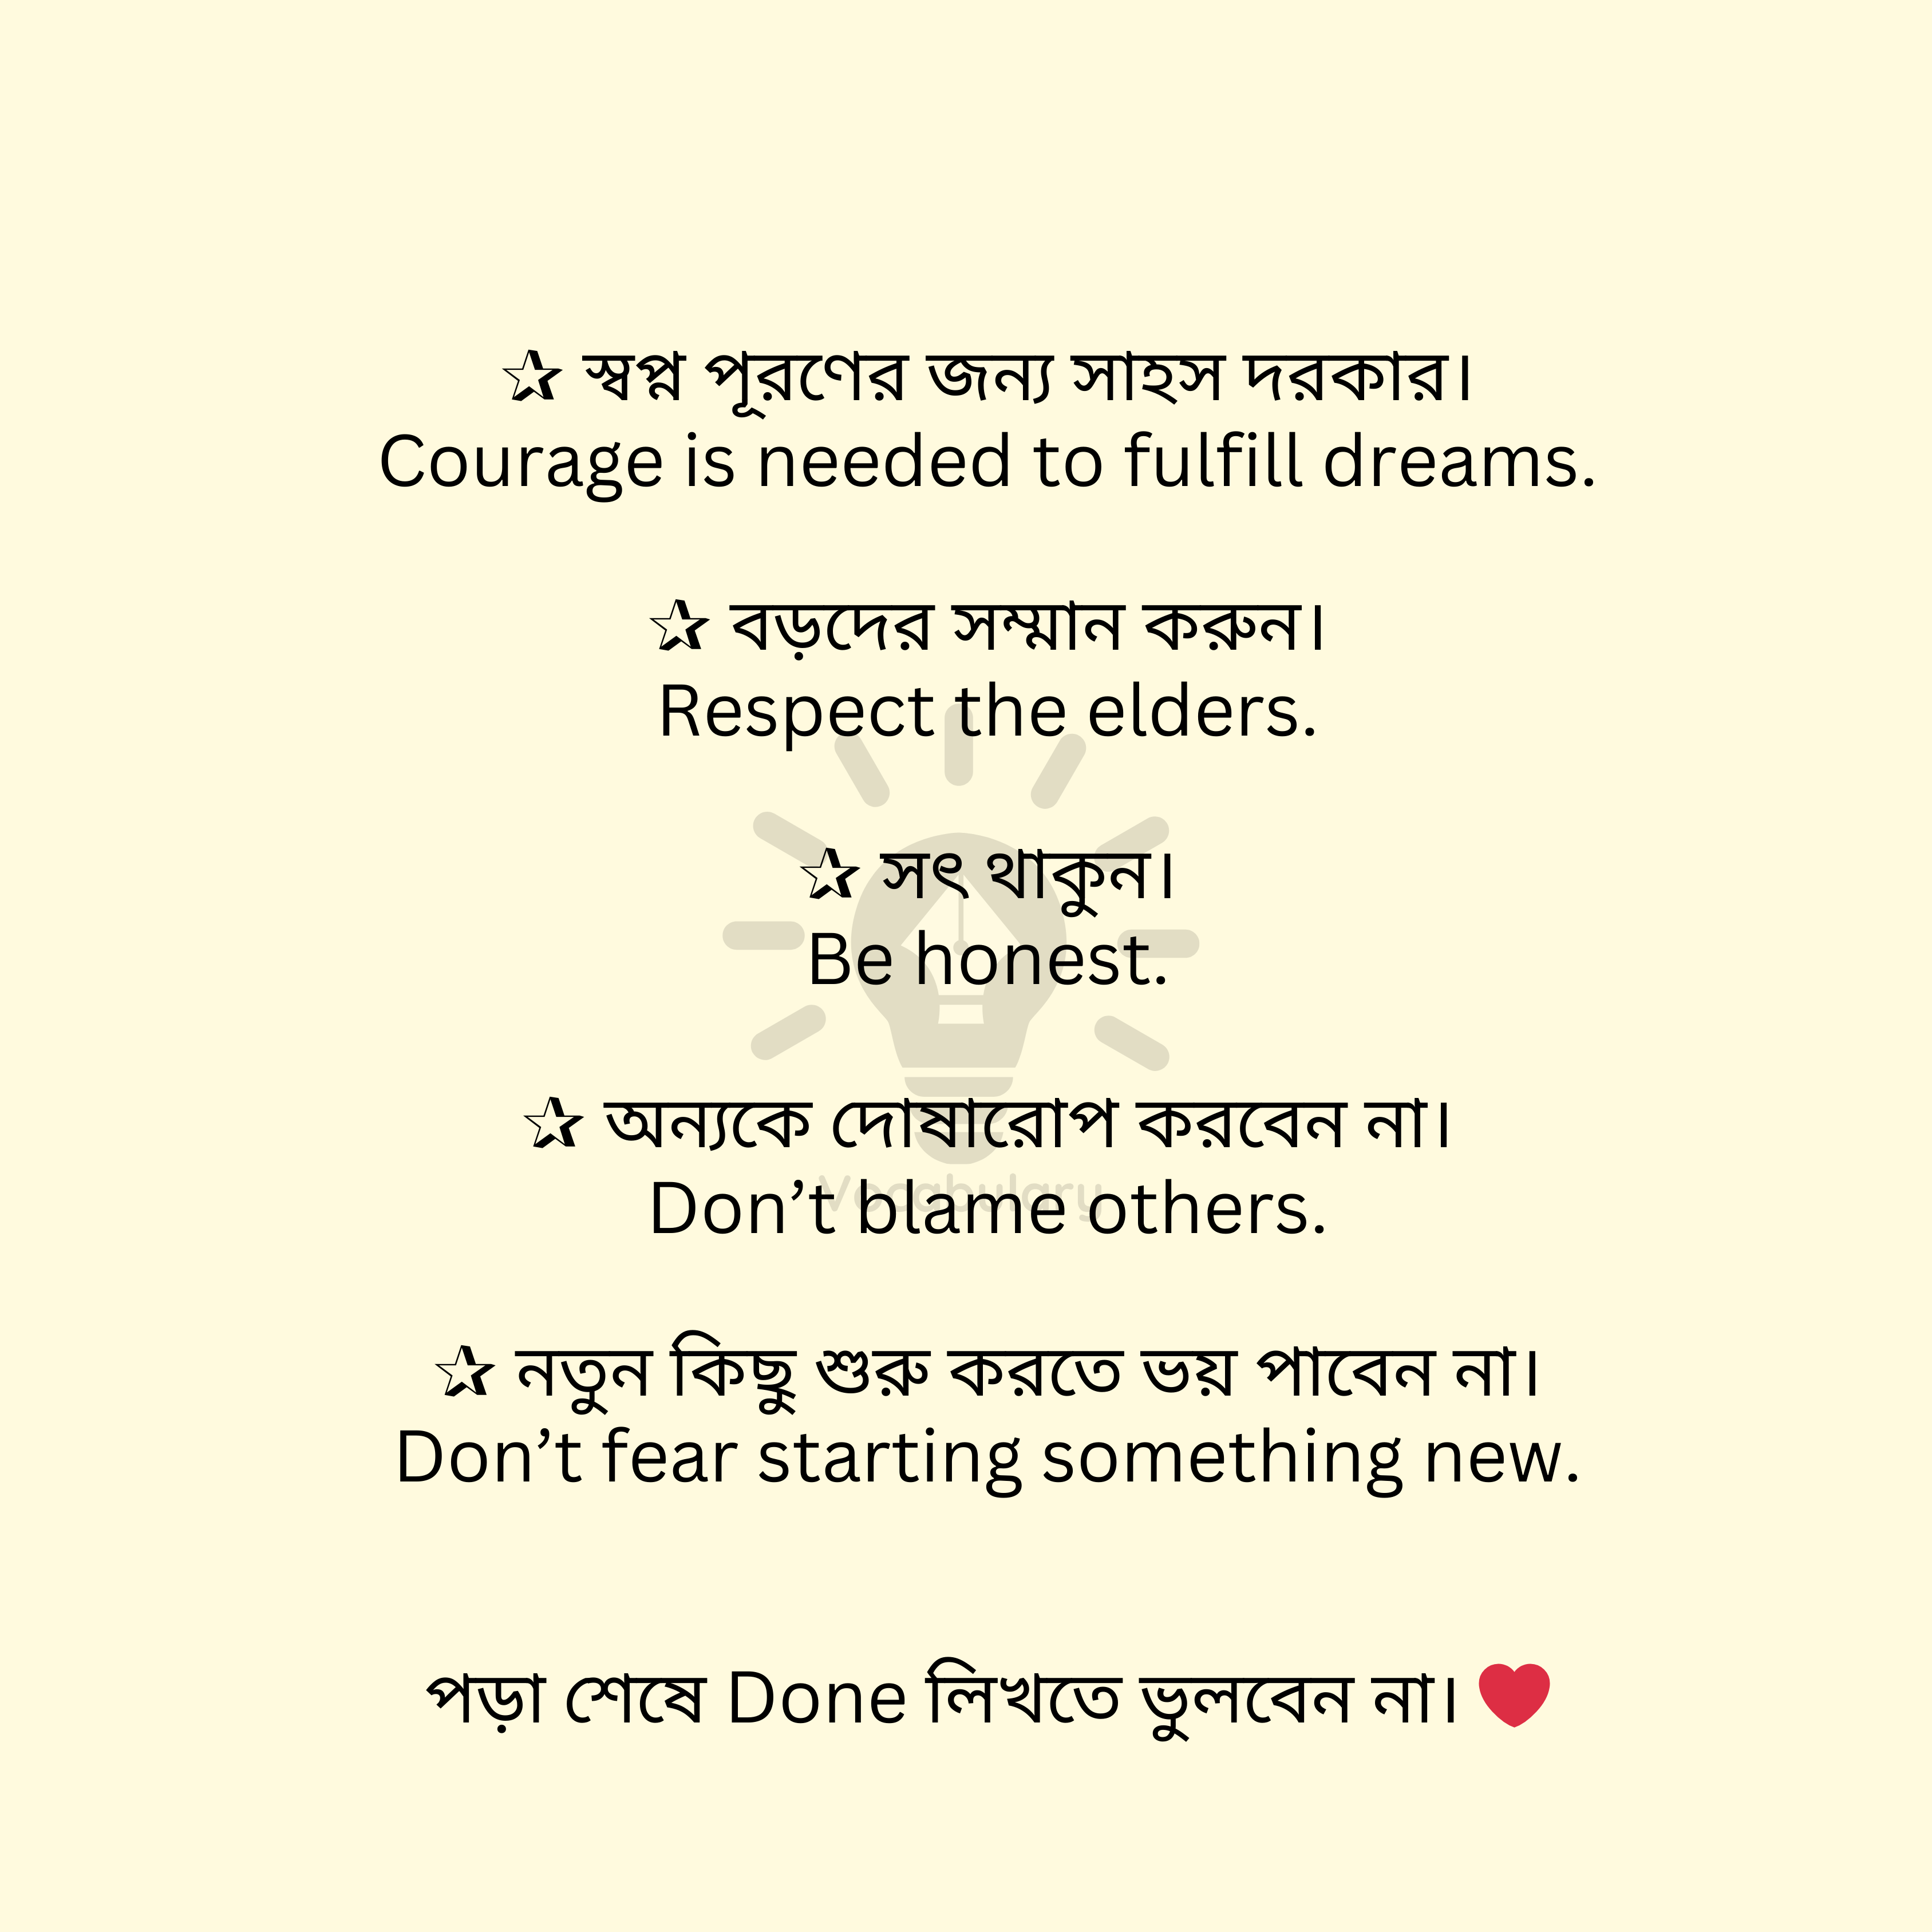 ✰ স্বপ্ন পূরণের জন্য সাহস দরকার।
Courage is needed to fulfill dreams.
✰ বড়দের সম্মান করুন।
Respect the elders.
✰ সৎ থাকুন।
Be honest.
✰ অন্যকে দোষারোপ করবেন না।
Vocabulary
Don’t blame others.
✰ নতুন কিছু শুরু করতে ভয় পাবেন না।
Don’t fear starting something new.
পড়া শেষে Done লিখতে ভুলবেন না। ❤️